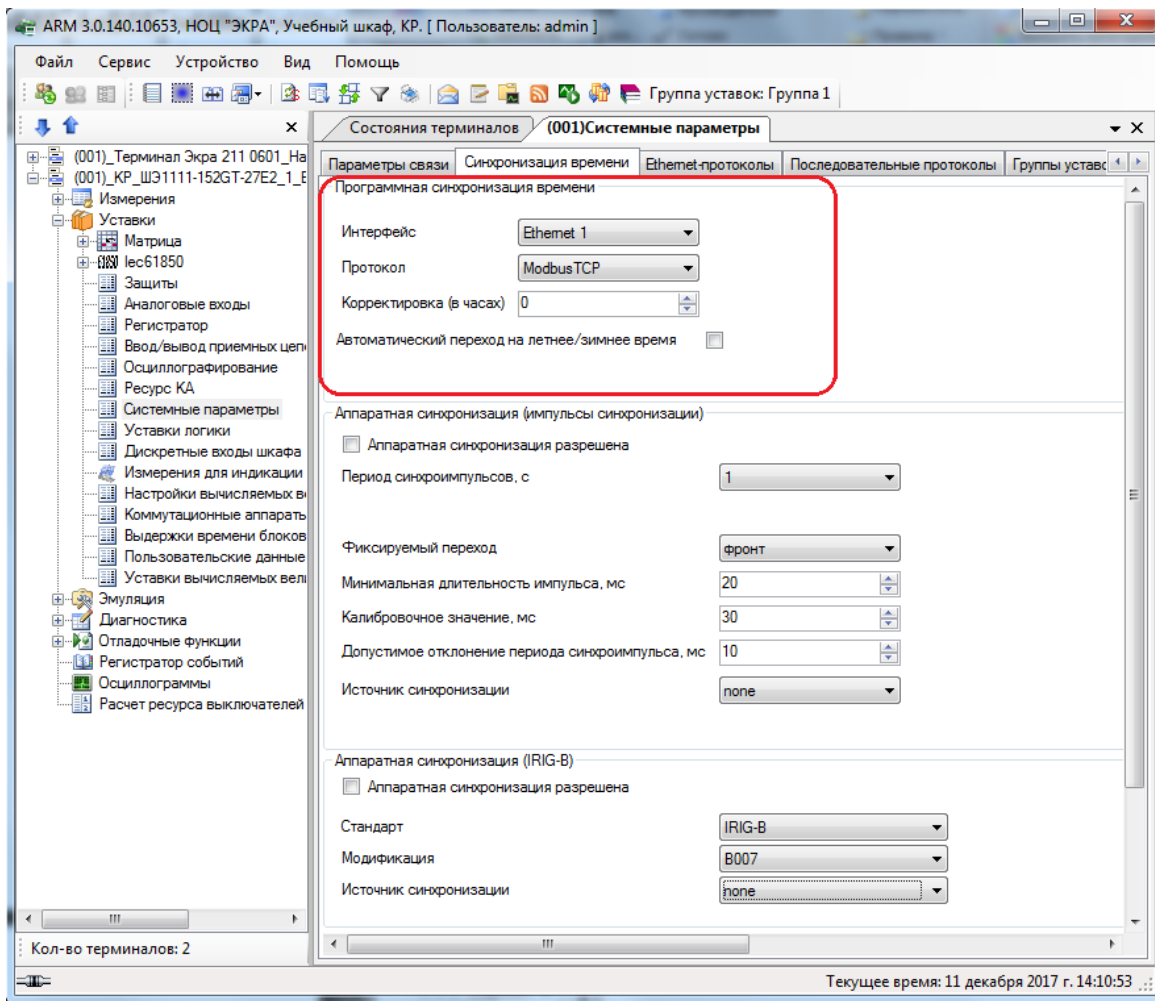 ARM 3.0.140.10653, НОЦ "ЭКРА", Учебный шкаф, КР. [ Пользователь: admin ]
Файл Сервис Устройство Вид Помощь
Группа уставок: Группа 1
Состояния терминалов (001)Системные параметры
(001)_Терминал Экра 211 0601_На
(001)_КР_ШЭ1111-152GT-27E2_1_E
Измерения
Уставки
Матрица
Iec61850
Защиты
Аналоговые входы
Регистратор
Ввод/вывод приемных цепе
Осциллографирование
Ресурс КА
Системные параметры
Уставки логики
Дискретные входы шкафа
Измерения для индикации
Настройки вычисляемых ве
Коммутационные аппараты
Выдержки времени блоков
Пользовательские данные
Уставки вычисляемых вели
Эмуляция
Диагностика
Отладочные функции
Регистратор событий
Осциллограммы
Расчет ресурса выключателей
Кол-во терминалов: 2
Параметры связи Синхронизация времени Ethernet-протоколы Последовательные протоколы Группы уставо
Программная синхронизация времени
Интерфейс Ethernet 1
Протокол ModbusTCP
Корректировка (в часах) 0
Автоматический переход на летнее/зимнее время
Аппаратная синхронизация (импульсы синхронизации)
Аппаратная синхронизация разрешена
Период синхроимпульсов, с 1
Фиксируемый переход фронт
Минимальная длительность импульса, мс 20
Калибровочное значение, мс 30
Допустимое отклонение периода синхроимпульса, мс 10
Источник синхронизации none
Аппаратная синхронизация (IRIG-B)
Аппаратная синхронизация разрешена
Стандарт IRIG-B
Модификация B007
Источник синхронизации none
Текущее время: 11 декабря 2017 г. 14:10:53